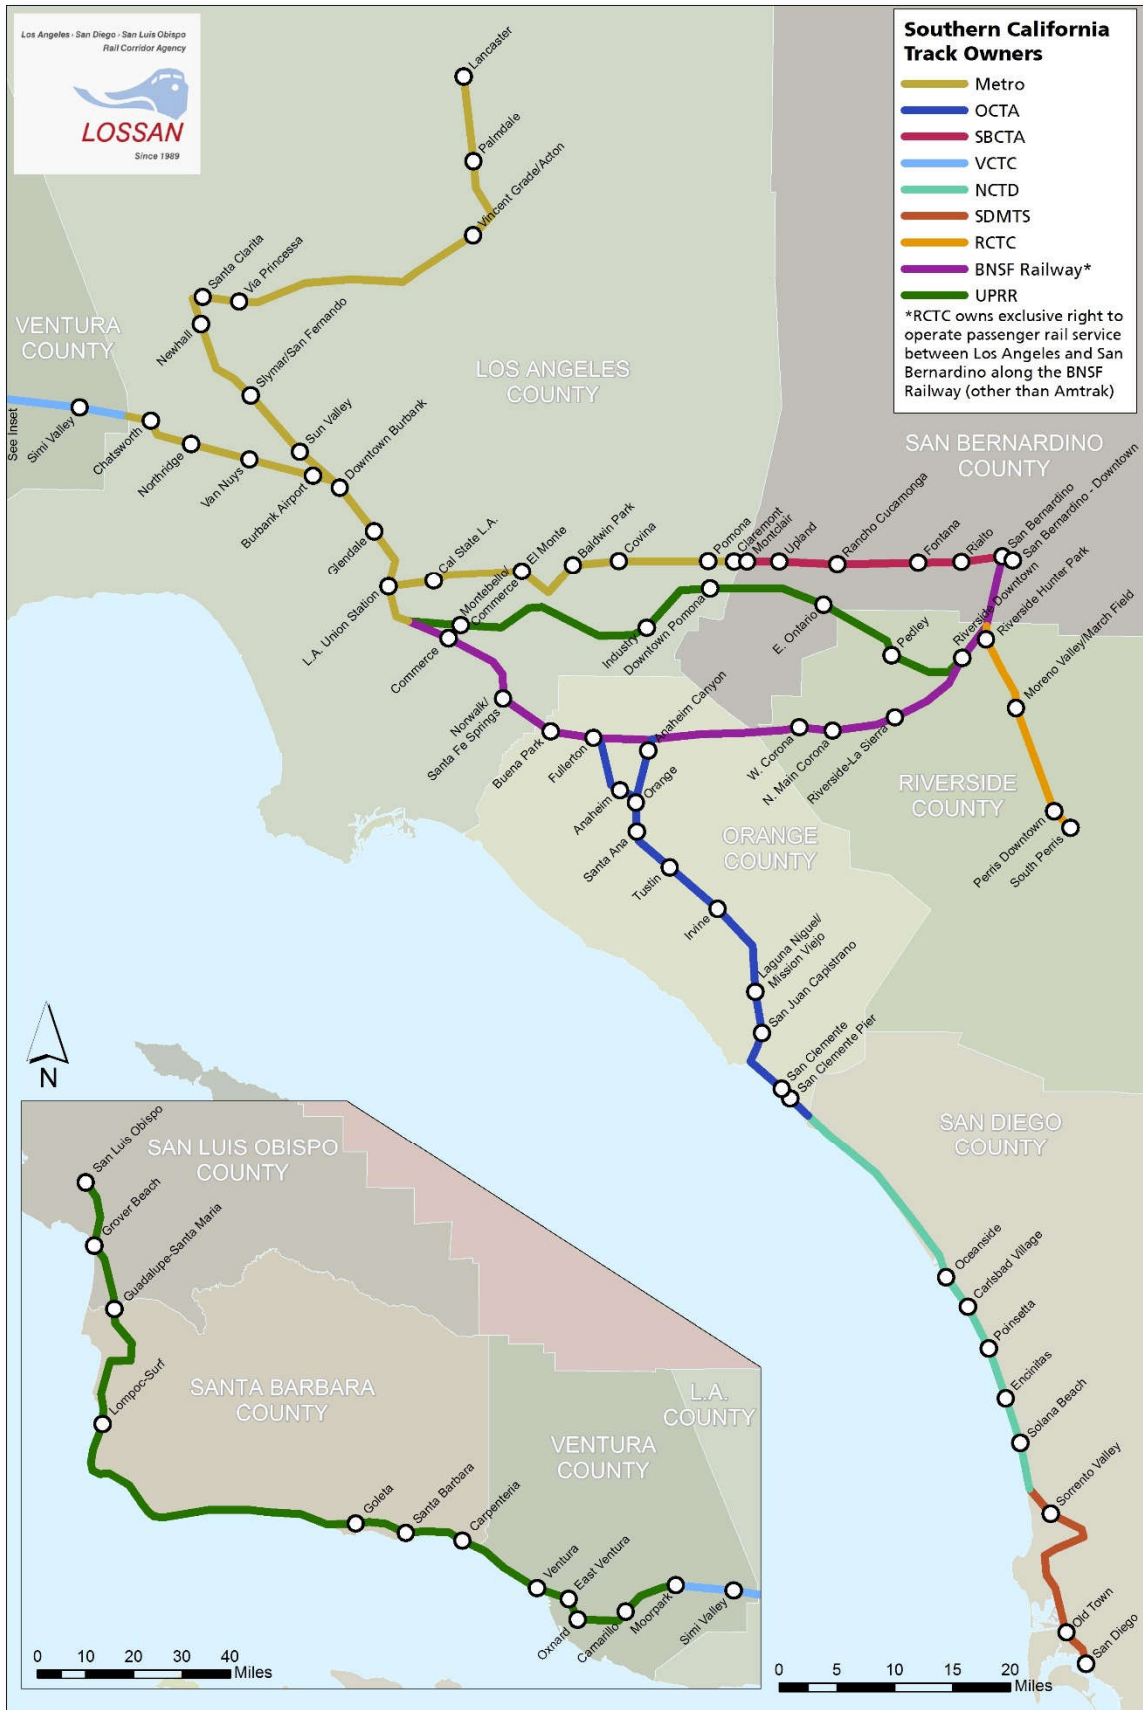 Los Angeles - San Diego - San Luis Obispo
Rail Corridor Agency
LOSSAN
Since 1989
Southern California
Track Owners
Metro
OCTA
SBCTA
VCTC
NCTD
SDMTS
RCTC
BNSF Railway*
UPRR
*RCTC owns exclusive right to
operate passenger rail service
between Los Angeles and San
Bernardino along the BNSF
Railway (other than Amtrak)
Lancaster
Palmdale
Vincent Grade/Acton
Santa Clarita
Via Princessa
Newhall
Slymar/San Fernando
VENTURA
COUNTY
LOS ANGELES
COUNTY
SAN BERNARDINO
COUNTY
See Inset
Simi Valley
Chatsworth
Northridge
Van Nuys
Burbank Airport
Sun Valley
Downtown Burbank
Glendale
L.A. Union Station
Cal State L.A.
El Monte
Baldwin Park
Covina
Pomona
Claremont
Montclair
Upland
Rancho Cucamonga
Fontana
Rialto
San Bernardino
San Bernardino - Downtown
Montebello/
Commerce
Commerce
Industry
Downtown Pomona
E. Ontario
Pedley
Riverside Downtown
Riverside Hunter Park
Moreno Valley/March Field
Norwalk/
Santa Fe Springs
Buena Park
Fullerton
Anaheim Canyon
W. Corona
N. Main Corona
Riverside-La Sierra
RIVERSIDE
COUNTY
Perris Downtown
South Perris
Anaheim
Orange
Santa Ana
ORANGE
COUNTY
Tustin
Irvine
Laguna Niguel/
Mission Viejo
San Juan Capistrano
San Clemente
San Clemente Pier
SAN DIEGO
COUNTY
Oceanside
Carlsbad Village
Poinsetta
Encinitas
Solana Beach
Sorrento Valley
Old Town
San Diego
N
San Luis Obispo
SAN LUIS OBISPO
COUNTY
Grover Beach
Guadalupe-Santa Maria
Lompoc-Surf
SANTA BARBARA
COUNTY
L.A.
COUNTY
VENTURA
COUNTY
Goleta
Santa Barbara
Carpenteria
Ventura
East Ventura
Oxnard
Camarillo
Moorpark
Simi Valley
0 10 20 30 40
Miles
0 5 10 15 20
Miles